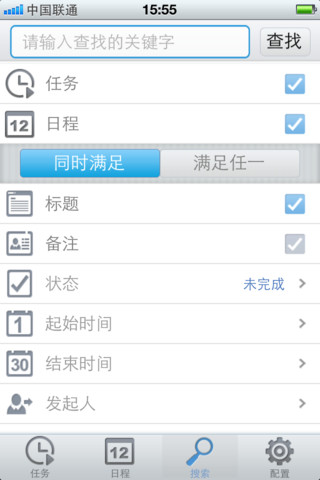 中国联通 15:55
请输入查找的关键字 查找
任务
12 日程
同时满足 满足任一
标题
备注
状态 未完成
1 起始时间
30 结束时间
发起人
12
任务 日程 搜索 配置